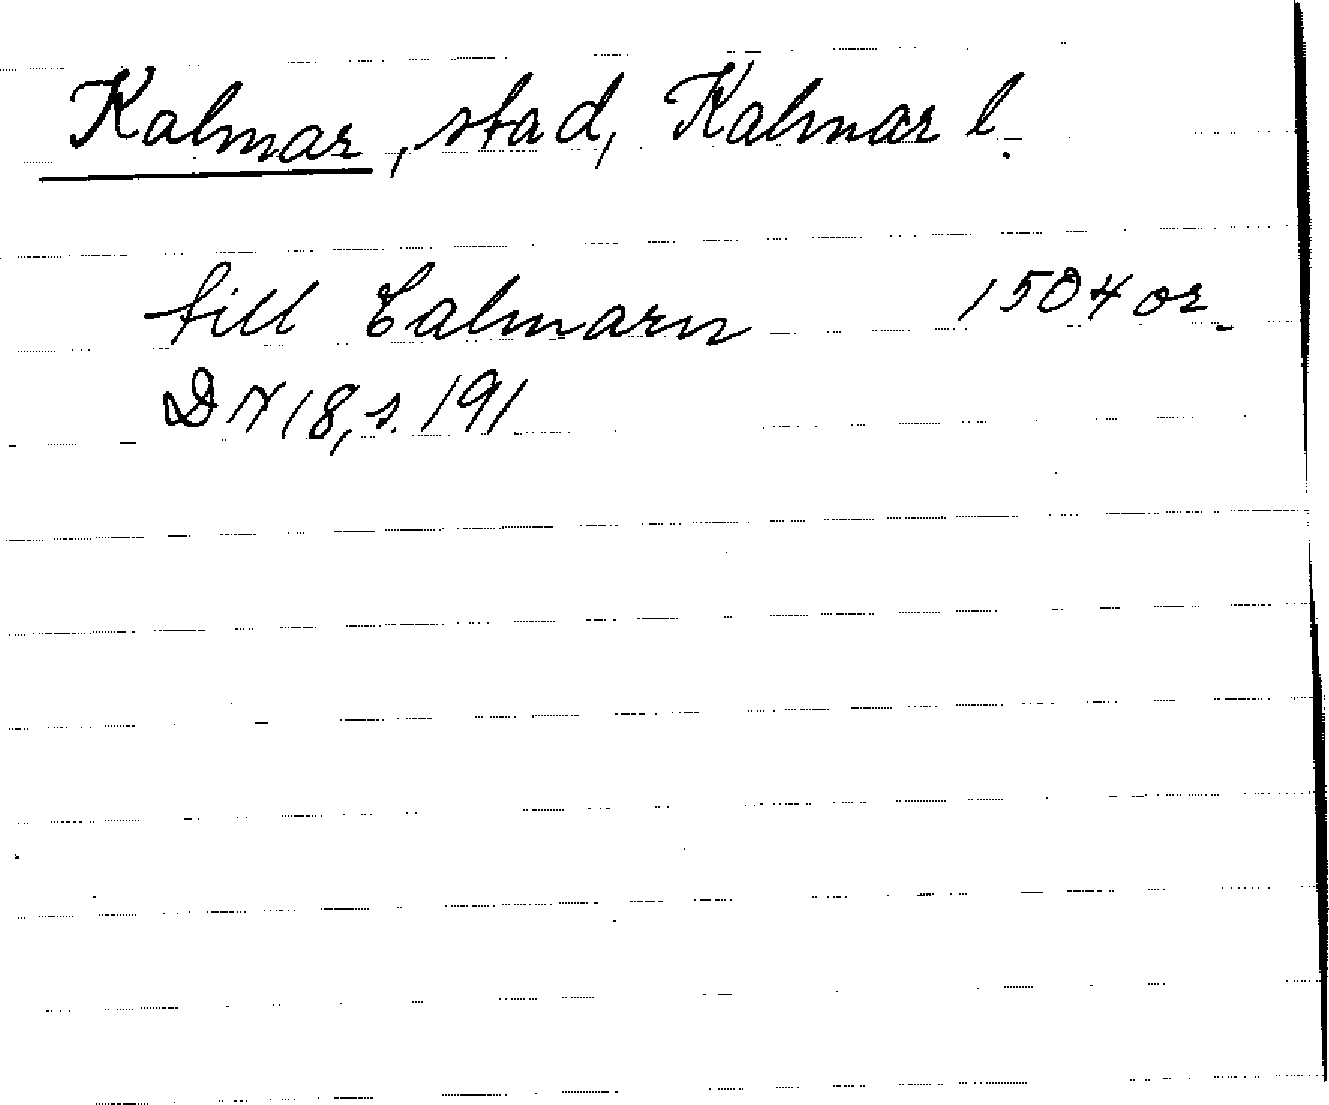 Kalmar, stad, Kalmar l.
till Calmarn 1504 or.
DN 18, s. 191